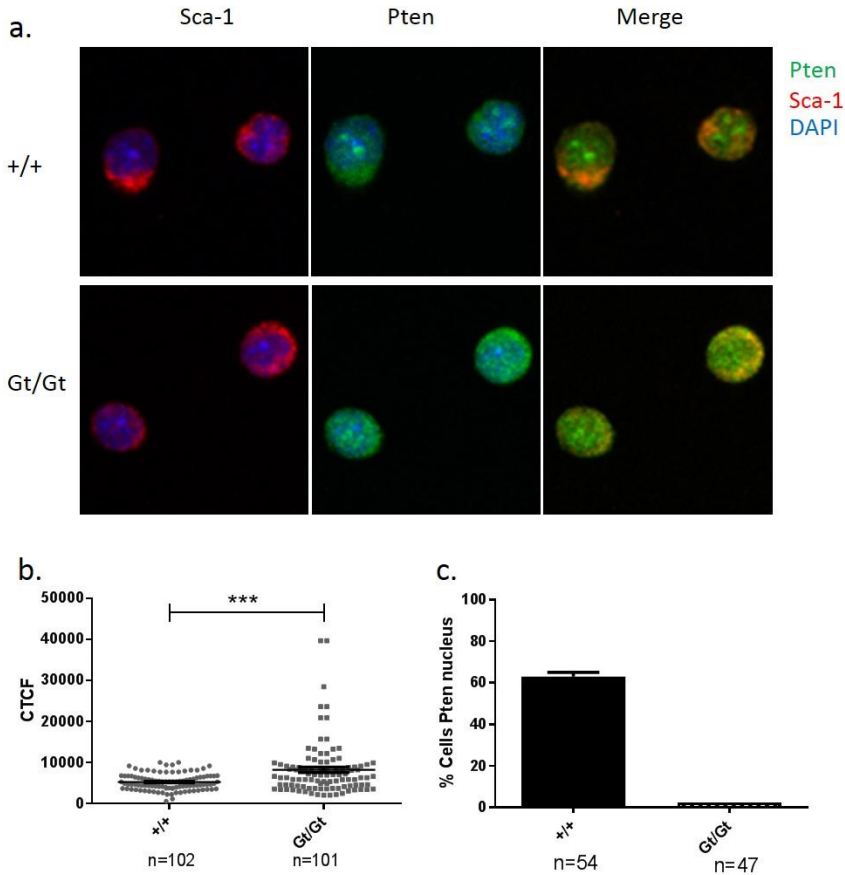 a.
Sca-1 Pten Merge
Pten
Sca-1
DAPI
+/+
Gt/Gt
b.
***
50000
40000
30000
20000
10000
0
CTCF
+/+ Gt/Gt
n=102 n=101
c.
100
80
60
40
20
0
% Cells Pten nucleus
+/+ Gt/Gt
n=54 n=47